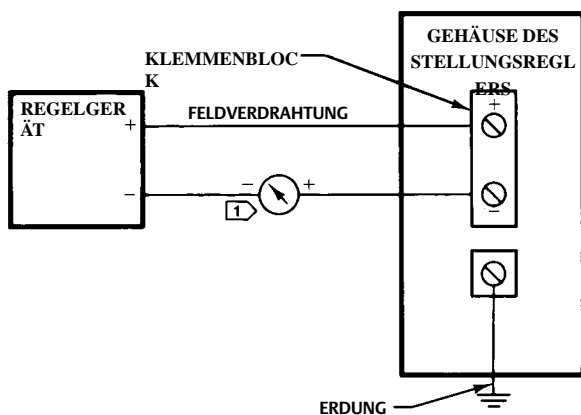 GEHÄUSE DES
STELLUNGSREGL
ERS
KLEMMENBLOC
K
REGELGER
ÄT
FELDVERDRAHTUNG
+
+
−
−
+
−
1
ERDUNG